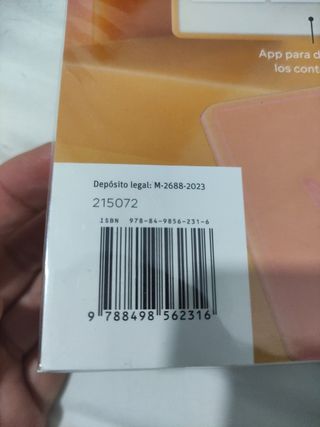 App para d
los cont
Depósito legal: M-2688-2023
215072
ISBN 978-84-9856-231-6
9 788498 562316